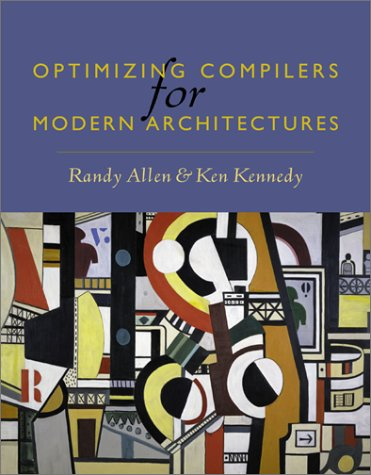 OPTIMIZING COMPILERS
for
MODERN ARCHITECTURES
Randy Allen & Ken Kennedy
V
R